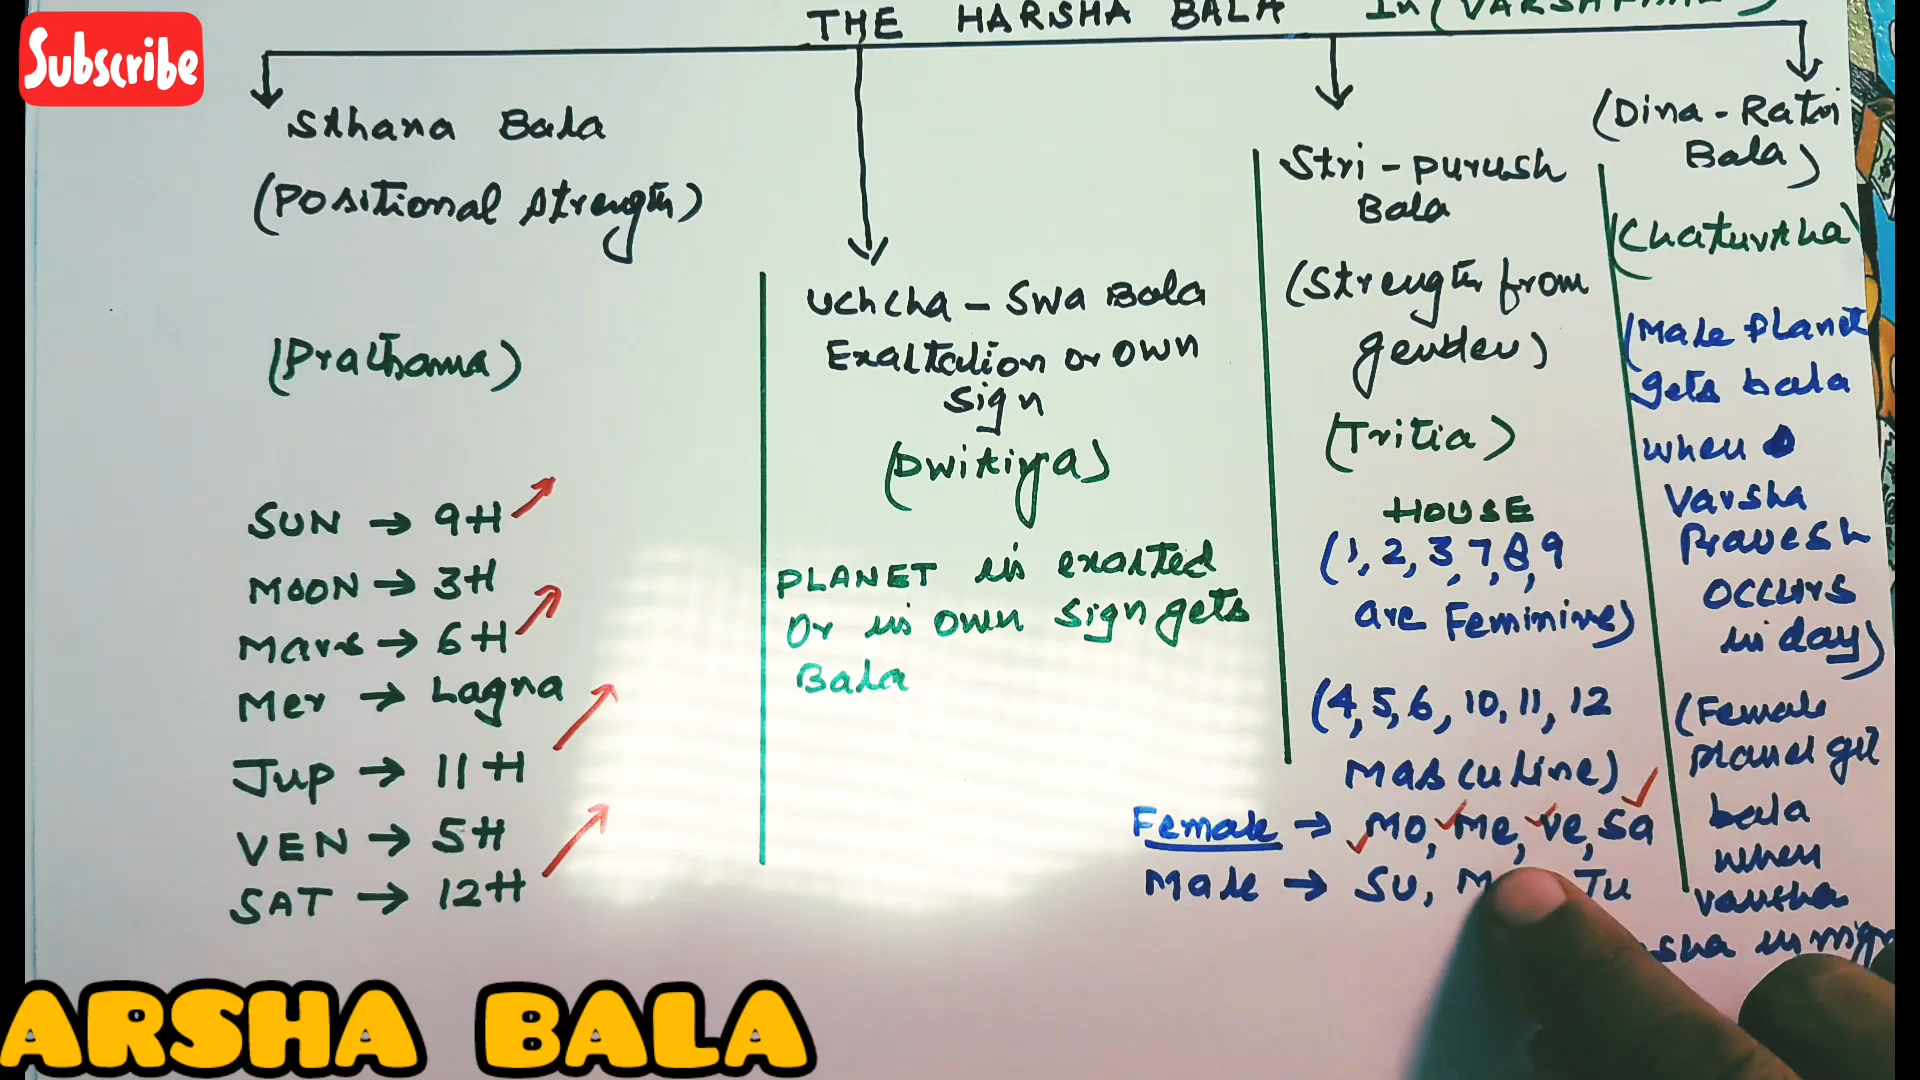 Subscribe
THE HARSHA BALA In (VARSHPHAL)
Sthana Bala
(Positional strength)
(Prathama)
SUN → 9H
MOON → 3H
Mars → 6H
Mer → Lagna
Jup → 11H
VEN → 5H
SAT → 12H
Uchcha - Swa Bala
Exaltation or own
sign
(Dwitiya)
PLANET is exalted
Or in own sign gets
Bala
Stri - purush
Bala
(Strength from
gender)
(Tritia)
HOUSE
(1, 2, 3, 7, 8, 9
are Feminine)
(4, 5, 6, 10, 11, 12
Masculine)
Female → Mo, Me, Ve, Sa
Male → Su, M Ju
(Dina - Ratri
Bala)
(Chaturtha)
(Male Planet
gets bala
when
Varsha
Pravesh
occurs
in day)
(Female
planet get
bala
when
varsha
ARSHA BALA